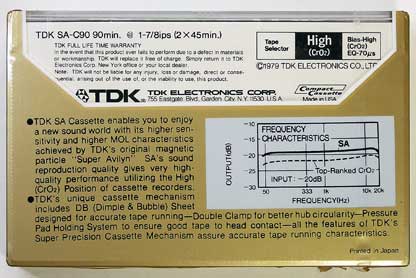 TDK SA-C90 90min. @ 1-7/8ips (2×45min.)
TDK FULL LIFE TIME WARRANTY
In the event that this product ever fails to perform due to a defect in materials
or workmanship, TDK will replace it free of charge. Simply return it to TDK
Electronics Corp. New York office or your local dealer.
Note: TDK will not be liable for any injury, loss or damage, direct or conse-
quential, arising out of the use of, or the inability to use, the product.
Tape
Selector
High
(CrO₂)
Bias-High
(CrO₂)
EQ-70μs
©1979 TDK ELECTRONICS CO., LTD.
TDK
TDK ELECTRONICS CORP.
755 Eastgate. Blvd., Garden. City, N.Y. 11530. U.S.A.
Compact
Cassette
Made in USA
●TDK SA Cassette enables you to enjoy
a new sound world with its higher sen-
sitivity and higher MOL characteristics
achieved by TDK's original magnetic
particle "Super Avilyn" SA's sound
reproduction quality gives very high-
quality performance utilizing the High
(CrO₂) Position of cassette recorders.
●TDK's unique cassette mechanism
includes DB (Dimple & Bubble) Sheet
designed for accurate tape running—Double Clamp for better hub circularity—Pressure
Pad Holding System to ensure good tape to head contact—all the features of TDK's
Super Precision Cassette Mechanism assure accurate tape running characteristics.
FREQUENCY
CHARACTERISTICS
SA
Top-Ranked CrO₂
INPUT: -20dB
OUTPUT(dB)
-10
-15
-20
-25
-30
50 333 1k 10k 20k
FREQUENCY(Hz)
Printed in Japan